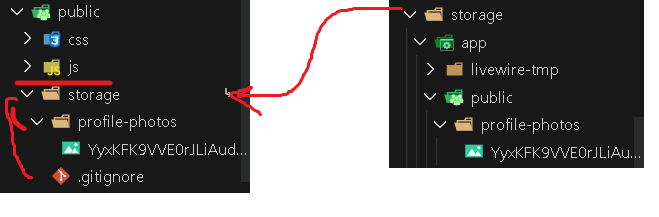 public
css
js
storage
profile-photos
YyxKFK9VVE0rJLiAud...
.gitignore
storage
app
livewire-tmp
public
profile-photos
YyxKFK9VVE0rJLiAu...